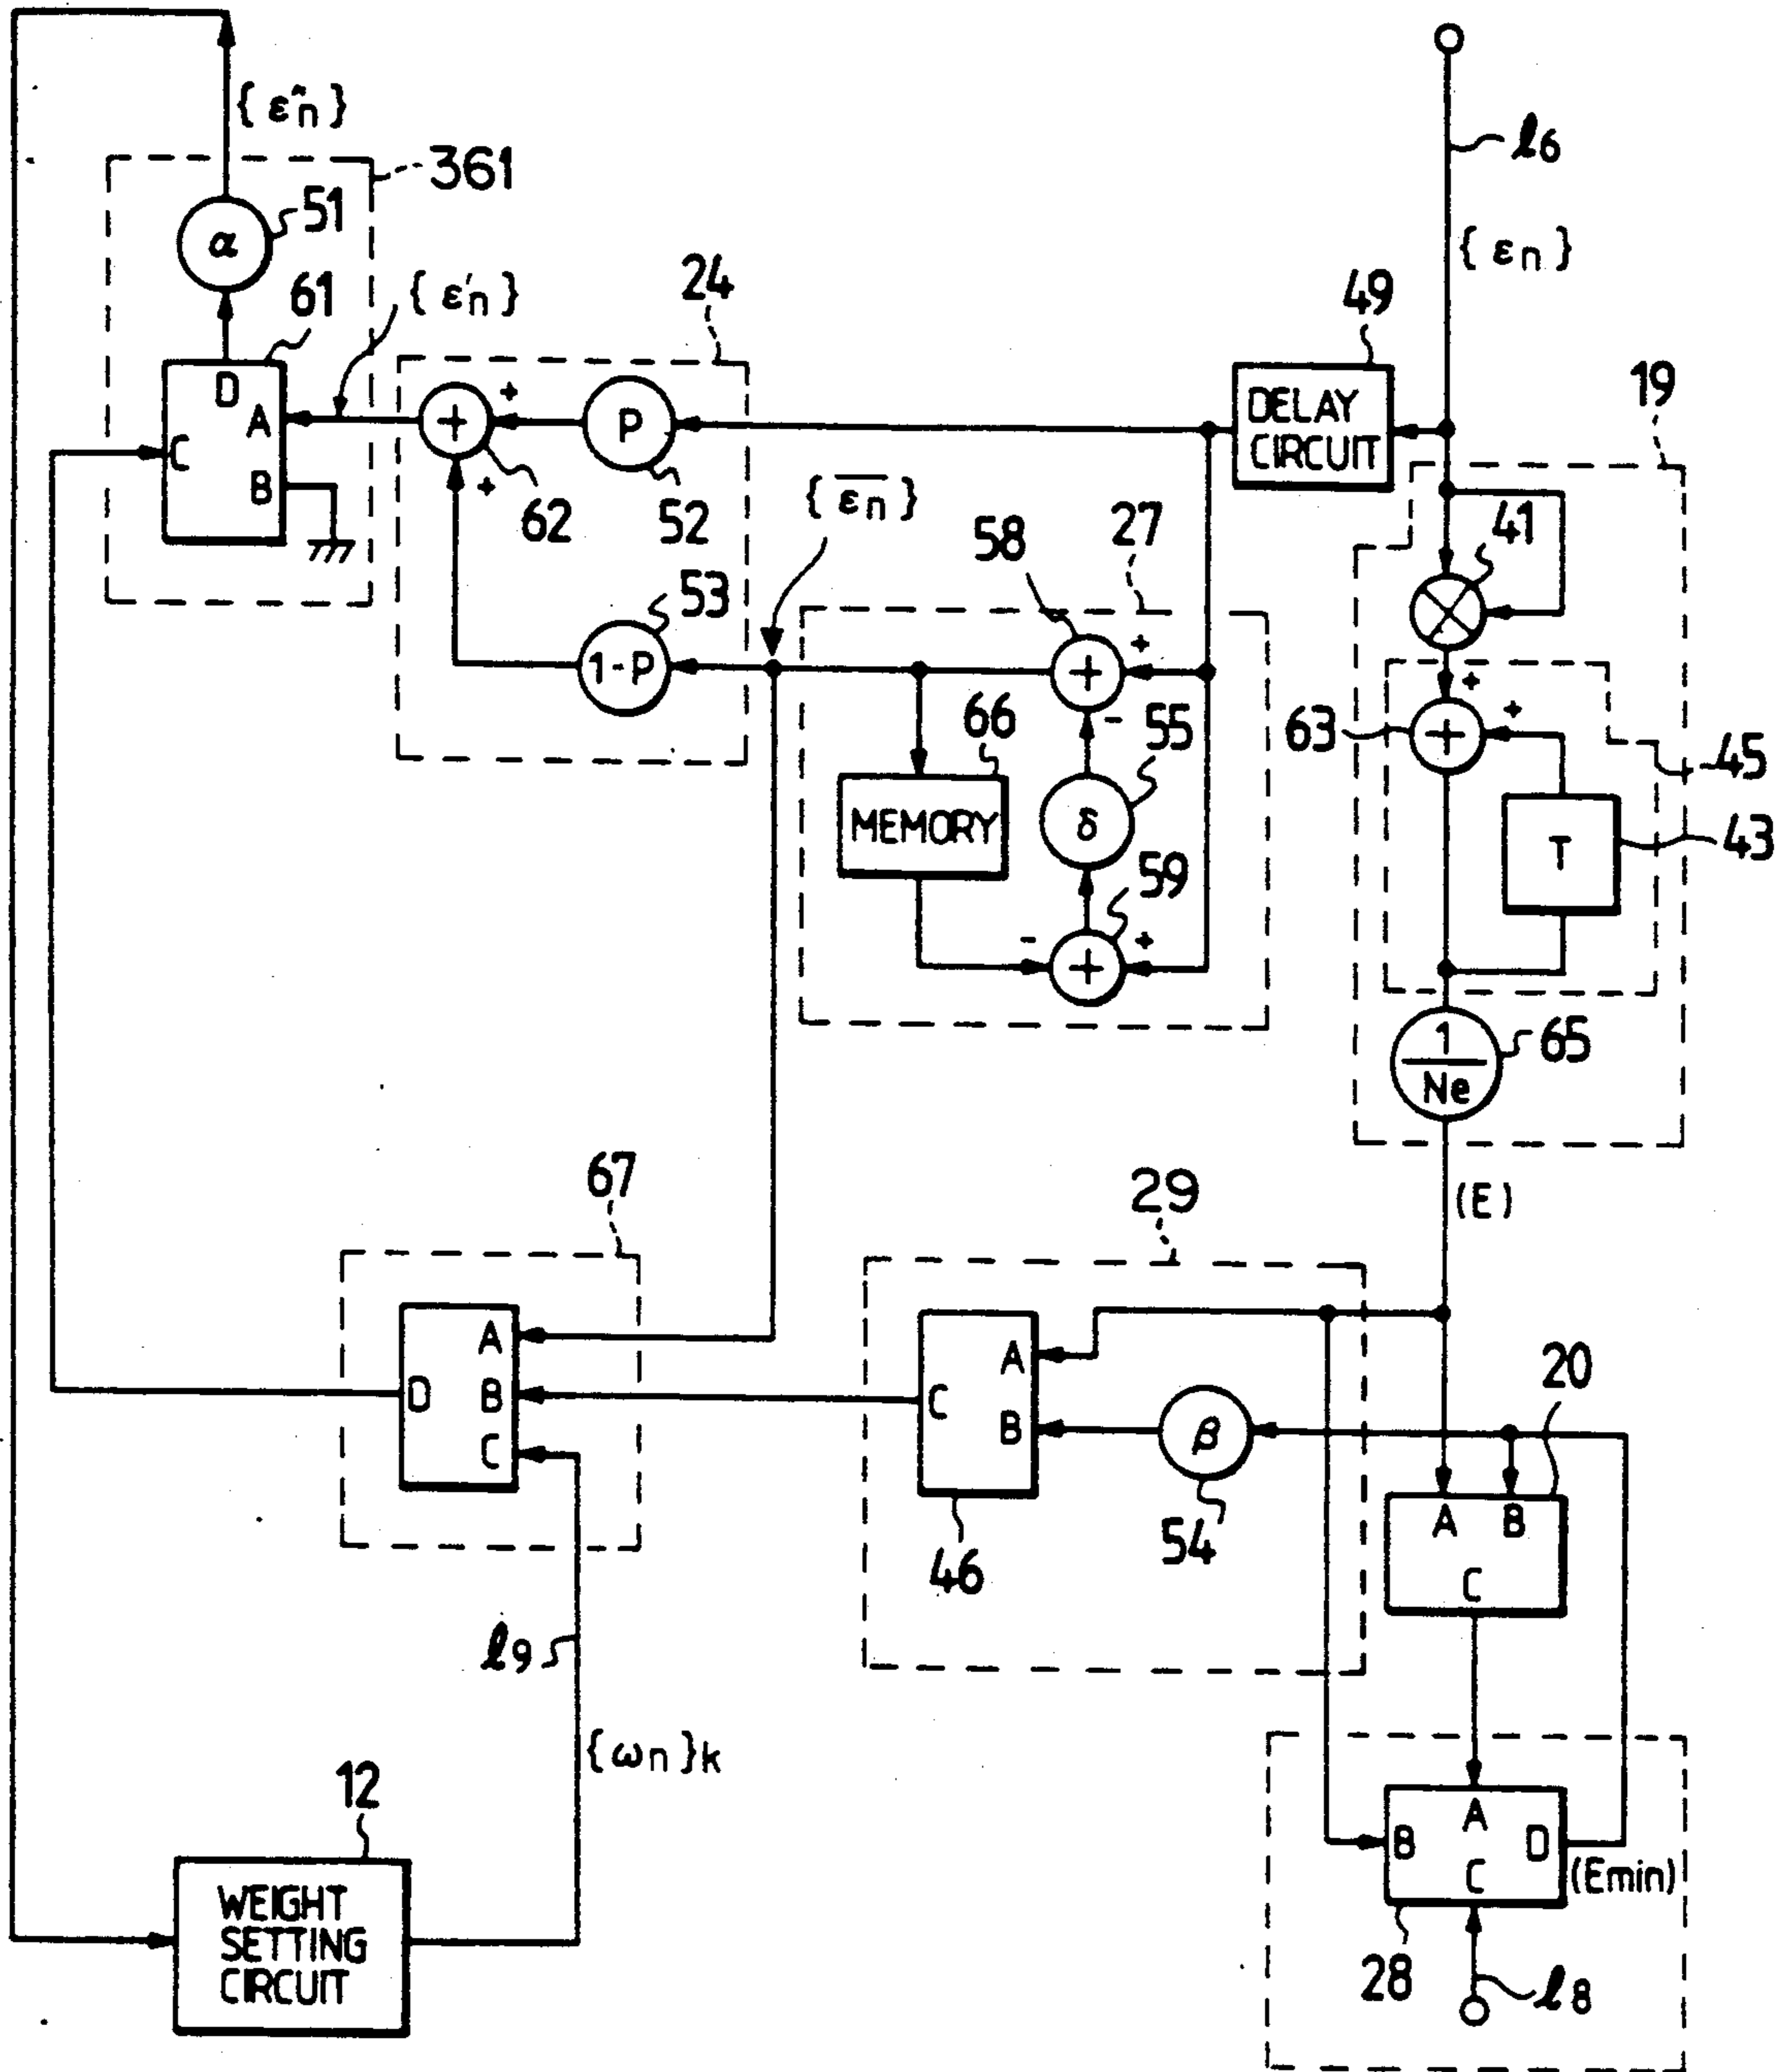 {ε″n}
ℓ6
361
51
α
{εn}
61
{ε′n}
24
49
19
D
A
C
B
+
+
P
DELAY
CIRCUIT
+
62
52
{ε̅n}
27
58
41
53
1-P
+
+
-
66
55
63
+
+
+
45
MEMORY
δ
T
43
59
-
+
+
1/Ne
65
67
29
(E)
A
B
C
D
A
B
C
β
20
A B
C
46
54
ℓ9
{ωn}k
12
WEIGHT
SETTING
CIRCUIT
A
B
D
C
(Emin)
28
ℓ8